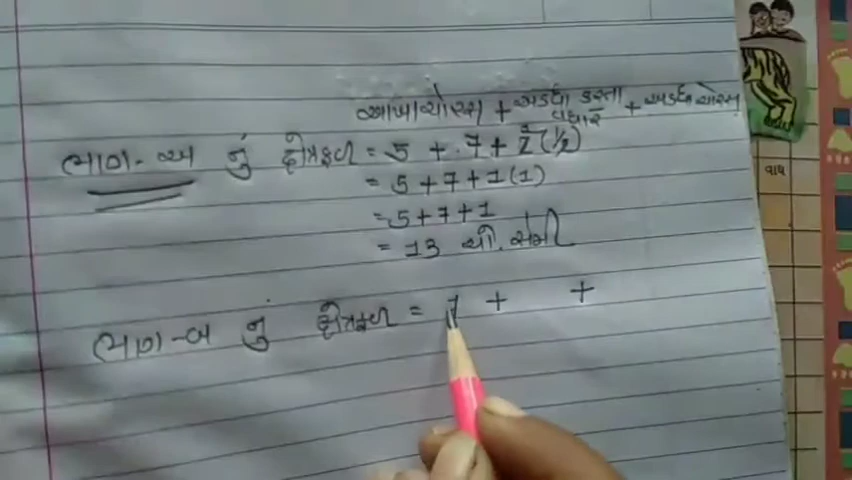 આખા ચોરસ + અડધા કરતા વધારે + અડધા ચોરસ
ભાગ-અ નું ક્ષેત્રફળ = 5 + 7 + 2(1/2)
= 5 + 7 + 1(1)
= 5 + 7 + 1
= 13 ચો. સેમી
ભાગ-બ નું ક્ષેત્રફળ = 7 + +
વાઘ